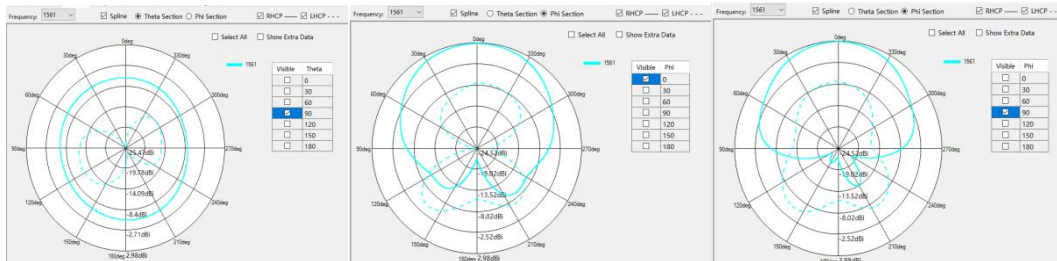 Frequency: 1561 Spline Theta Section Phi Section RHCP LHCP
Select All Show Extra Data
1561
Visible Theta
0
30
60
90
120
150
180
0deg
330deg
300deg
270deg
240deg
210deg
180deg
150deg
120deg
90deg
60deg
30deg
-25.47dBi
-19.78dBi
-14.09dBi
-8.4dBi
-2.71dBi
2.98dBi
Frequency: 1561 Spline Theta Section Phi Section RHCP LHCP
Select All Show Extra Data
1561
Visible Phi
0
30
60
90
120
150
180
0deg
330deg
300deg
270deg
240deg
210deg
180deg
150deg
120deg
90deg
60deg
30deg
-24.52dBi
-19.02dBi
-13.52dBi
-8.02dBi
-2.52dBi
2.98dBi
Frequency: 1561 Spline Theta Section Phi Section RHCP LHCP
Select All Show Extra Data
1561
Visible Phi
0
30
60
90
120
150
180
0deg
330deg
300deg
270deg
240deg
210deg
180deg
150deg
120deg
90deg
60deg
30deg
-24.52dBi
-19.02dBi
-13.52dBi
-8.02dBi
-2.52dBi
2.98dBi